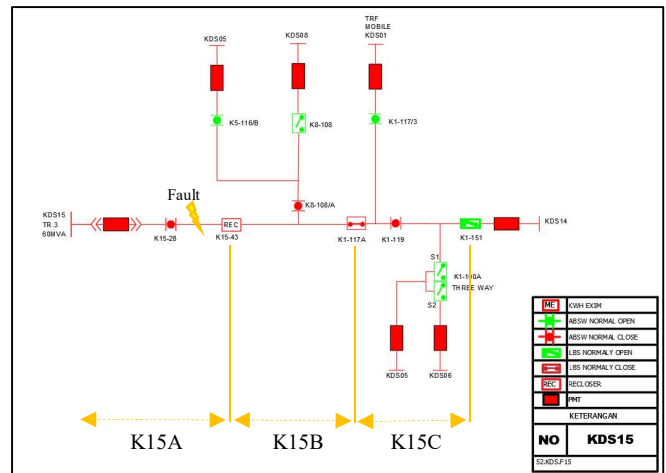 KDS05
KDS08
TRF
MOBILE
KDS01
K5-116/B
K8-108
K1-117/3
Fault
K8-108/A
KDS15
TR.3
60MVA
REC
KDS14
K15-28
K15-43
K1-117A
K1-119
K1-151
S1
K1-100A
THREE WAY
S2
KDS05
KDS06
K15A
K15B
K15C
ME KWH EXIM
ABSW NORMAL OPEN
ABSW NORMAL CLOSE
LBS NORMALY OPEN
LBS NORMALY CLOSE
REC RECLOSER
PMT
KETERANGAN
NO KDS15
52.KDS.F15